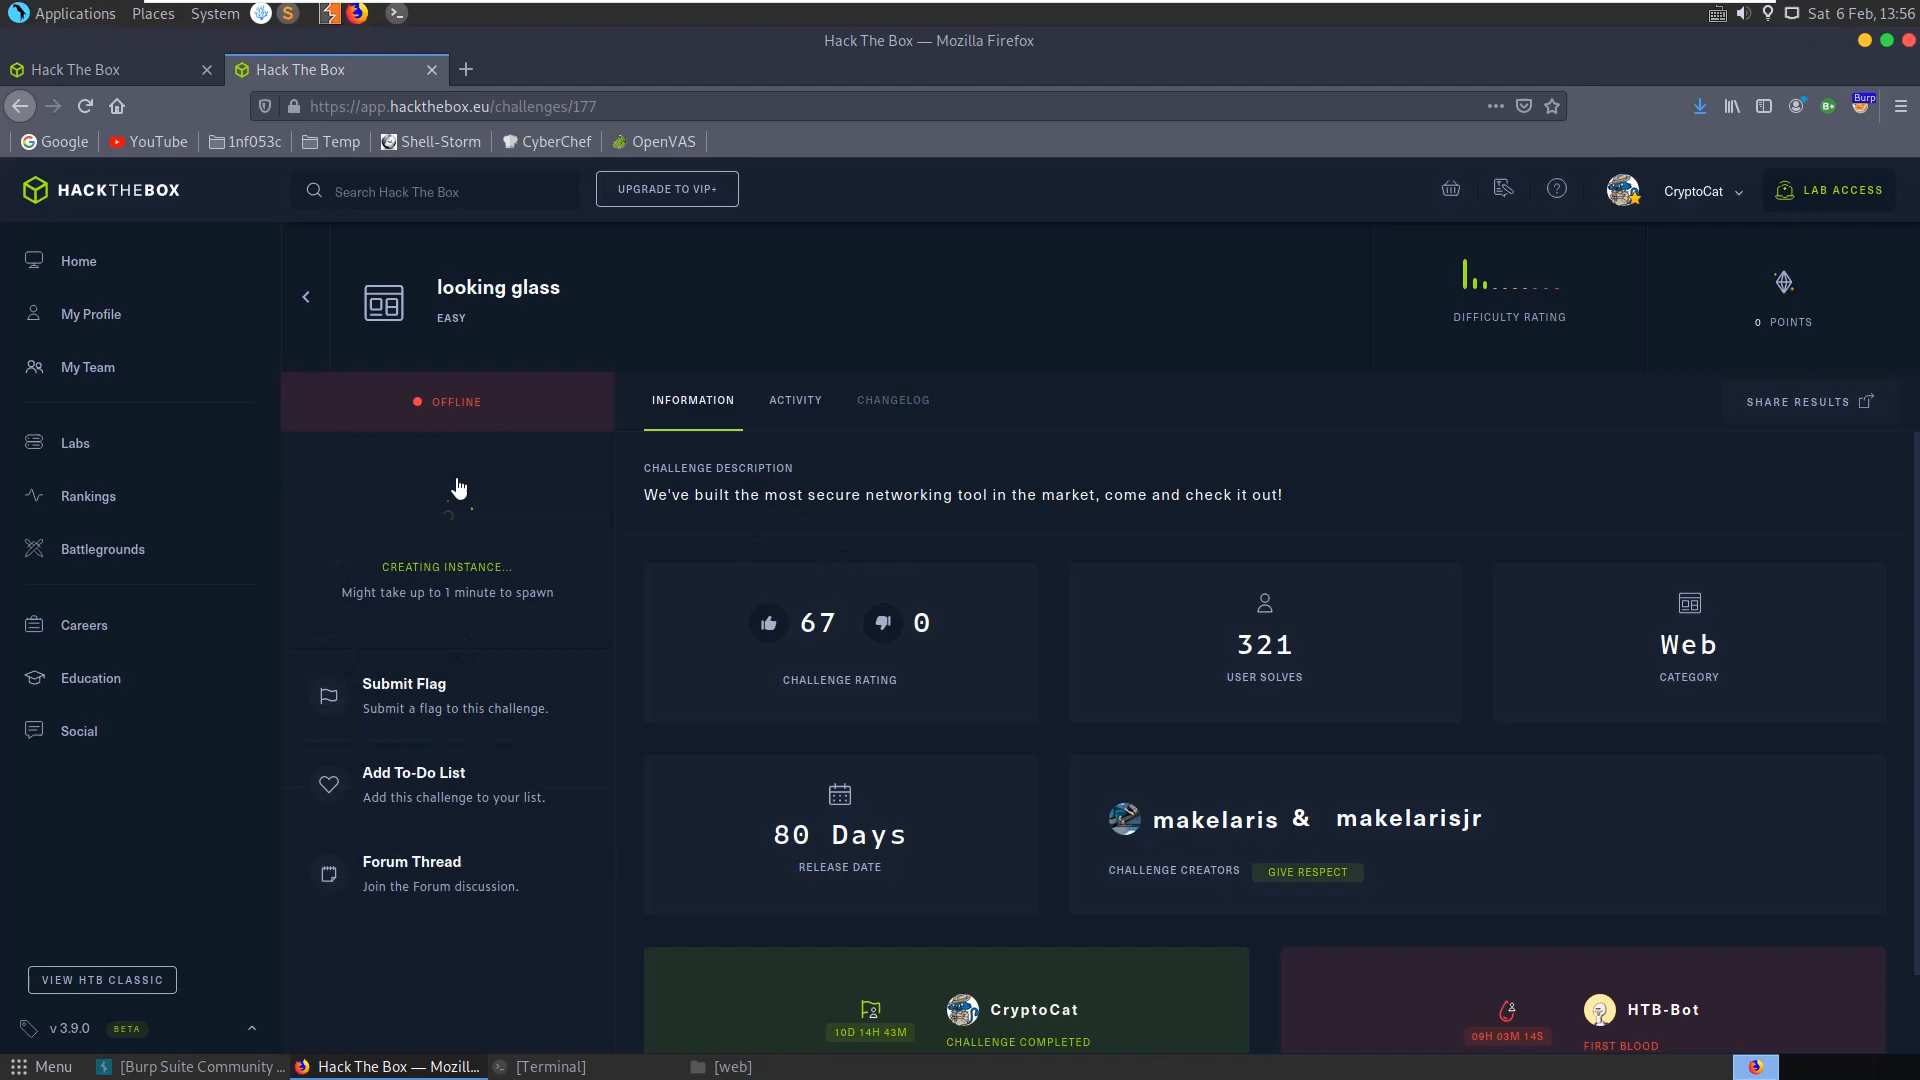 Applications Places System Sat 6 Feb, 13:56
Hack The Box — Mozilla Firefox
Hack The Box Hack The Box
https://app.hackthebox.eu/challenges/177 Burp B+
Google YouTube 1nf053c Temp Shell-Storm CyberChef OpenVAS
HACKTHEBOX Search Hack The Box UPGRADE TO VIP+ CryptoCat LAB ACCESS
Home
My Profile
My Team
Labs
Rankings
Battlegrounds
Careers
Education
Social
VIEW HTB CLASSIC
v 3.9.0 BETA
looking glass
EASY
DIFFICULTY RATING
0 POINTS
OFFLINE
CREATING INSTANCE...
Might take up to 1 minute to spawn
Submit Flag
Submit a flag to this challenge.
Add To-Do List
Add this challenge to your list.
Forum Thread
Join the Forum discussion.
INFORMATION ACTIVITY CHANGELOG SHARE RESULTS
CHALLENGE DESCRIPTION
We've built the most secure networking tool in the market, come and check it out!
67 0
CHALLENGE RATING
321
USER SOLVES
Web
CATEGORY
80 Days
RELEASE DATE
makelaris & makelarisjr
CHALLENGE CREATORS GIVE RESPECT
10D 14H 43M
CryptoCat
CHALLENGE COMPLETED
09H 03M 14S
HTB-Bot
FIRST BLOOD
Menu [Burp Suite Community ... Hack The Box — Mozill... [Terminal] [web]